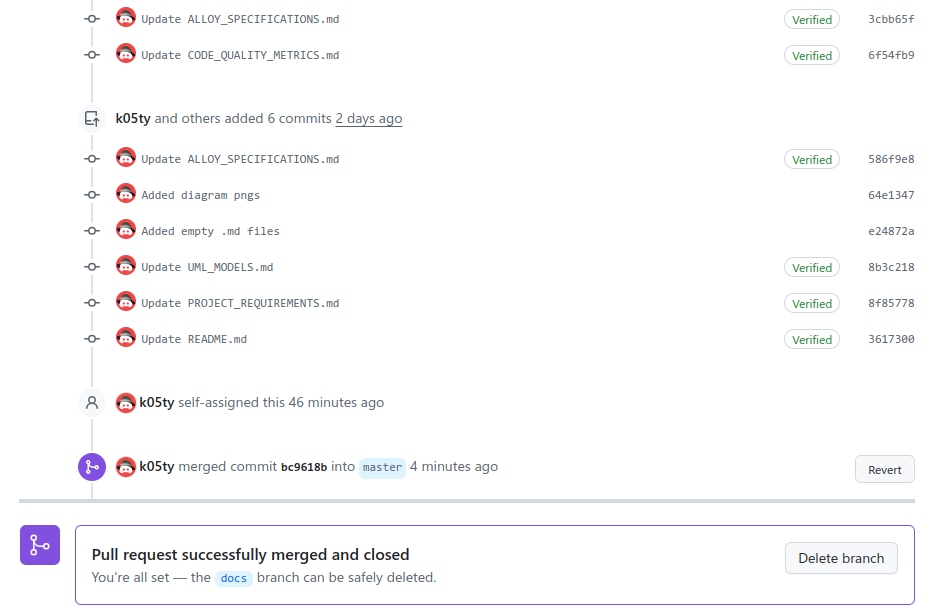 Update ALLOY_SPECIFICATIONS.md Verified 3cbb65f
Update CODE_QUALITY_METRICS.md Verified 6f54fb9
k05ty and others added 6 commits 2 days ago
Update ALLOY_SPECIFICATIONS.md Verified 586f9e8
Added diagram pngs 64e1347
Added empty .md files e24872a
Update UML_MODELS.md Verified 8b3c218
Update PROJECT_REQUIREMENTS.md Verified 8f85778
Update README.md Verified 3617300
k05ty self-assigned this 46 minutes ago
k05ty merged commit bc9618b into master 4 minutes ago Revert
Pull request successfully merged and closed
You're all set — the docs branch can be safely deleted.
Delete branch